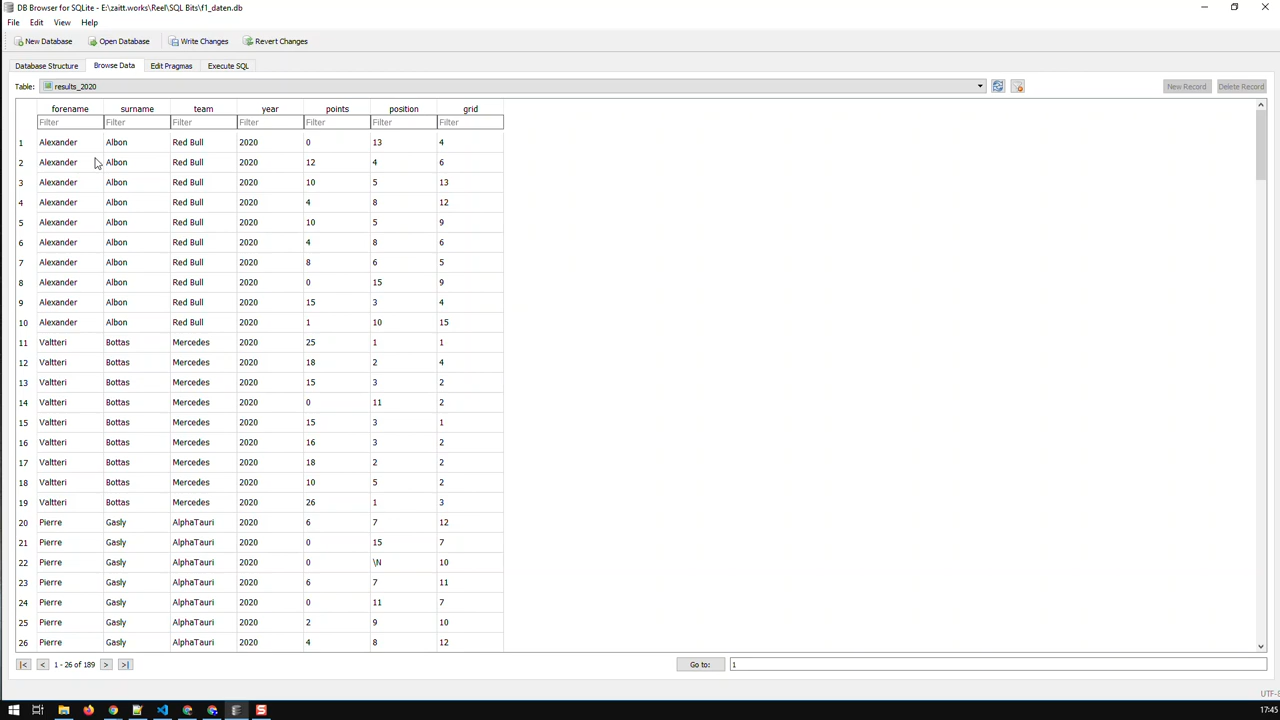 DB Browser for SQLite - E:\zaitt.works\Reel\SQL Bits\f1_daten.db
File Edit View Help
New Database Open Database Write Changes Revert Changes
Database Structure Browse Data Edit Pragmas Execute SQL
Table: results_2020 New Record Delete Record
forename surname team year points position grid
Filter Filter Filter Filter Filter Filter Filter
1 Alexander Albon Red Bull 2020 0 13 4
2 Alexander Albon Red Bull 2020 12 4 6
3 Alexander Albon Red Bull 2020 10 5 13
4 Alexander Albon Red Bull 2020 4 8 12
5 Alexander Albon Red Bull 2020 10 5 9
6 Alexander Albon Red Bull 2020 4 8 6
7 Alexander Albon Red Bull 2020 8 6 5
8 Alexander Albon Red Bull 2020 0 15 9
9 Alexander Albon Red Bull 2020 15 3 4
10 Alexander Albon Red Bull 2020 1 10 15
11 Valtteri Bottas Mercedes 2020 25 1 1
12 Valtteri Bottas Mercedes 2020 18 2 4
13 Valtteri Bottas Mercedes 2020 15 3 2
14 Valtteri Bottas Mercedes 2020 0 11 2
15 Valtteri Bottas Mercedes 2020 15 3 1
16 Valtteri Bottas Mercedes 2020 16 3 2
17 Valtteri Bottas Mercedes 2020 18 2 2
18 Valtteri Bottas Mercedes 2020 10 5 2
19 Valtteri Bottas Mercedes 2020 26 1 3
20 Pierre Gasly AlphaTauri 2020 6 7 12
21 Pierre Gasly AlphaTauri 2020 0 15 7
22 Pierre Gasly AlphaTauri 2020 0 \N 10
23 Pierre Gasly AlphaTauri 2020 6 7 11
24 Pierre Gasly AlphaTauri 2020 0 11 7
25 Pierre Gasly AlphaTauri 2020 2 9 10
26 Pierre Gasly AlphaTauri 2020 4 8 12
|< < 1 - 26 of 189 > >| Go to: 1
UTF-8
17:45